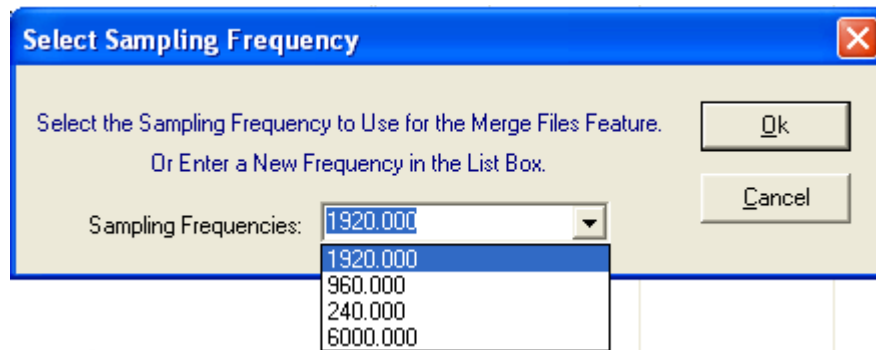 Select Sampling Frequency
Select the Sampling Frequency to Use for the Merge Files Feature.
Or Enter a New Frequency in the List Box.
Ok
Cancel
Sampling Frequencies: 1920.000
1920.000
960.000
240.000
6000.000